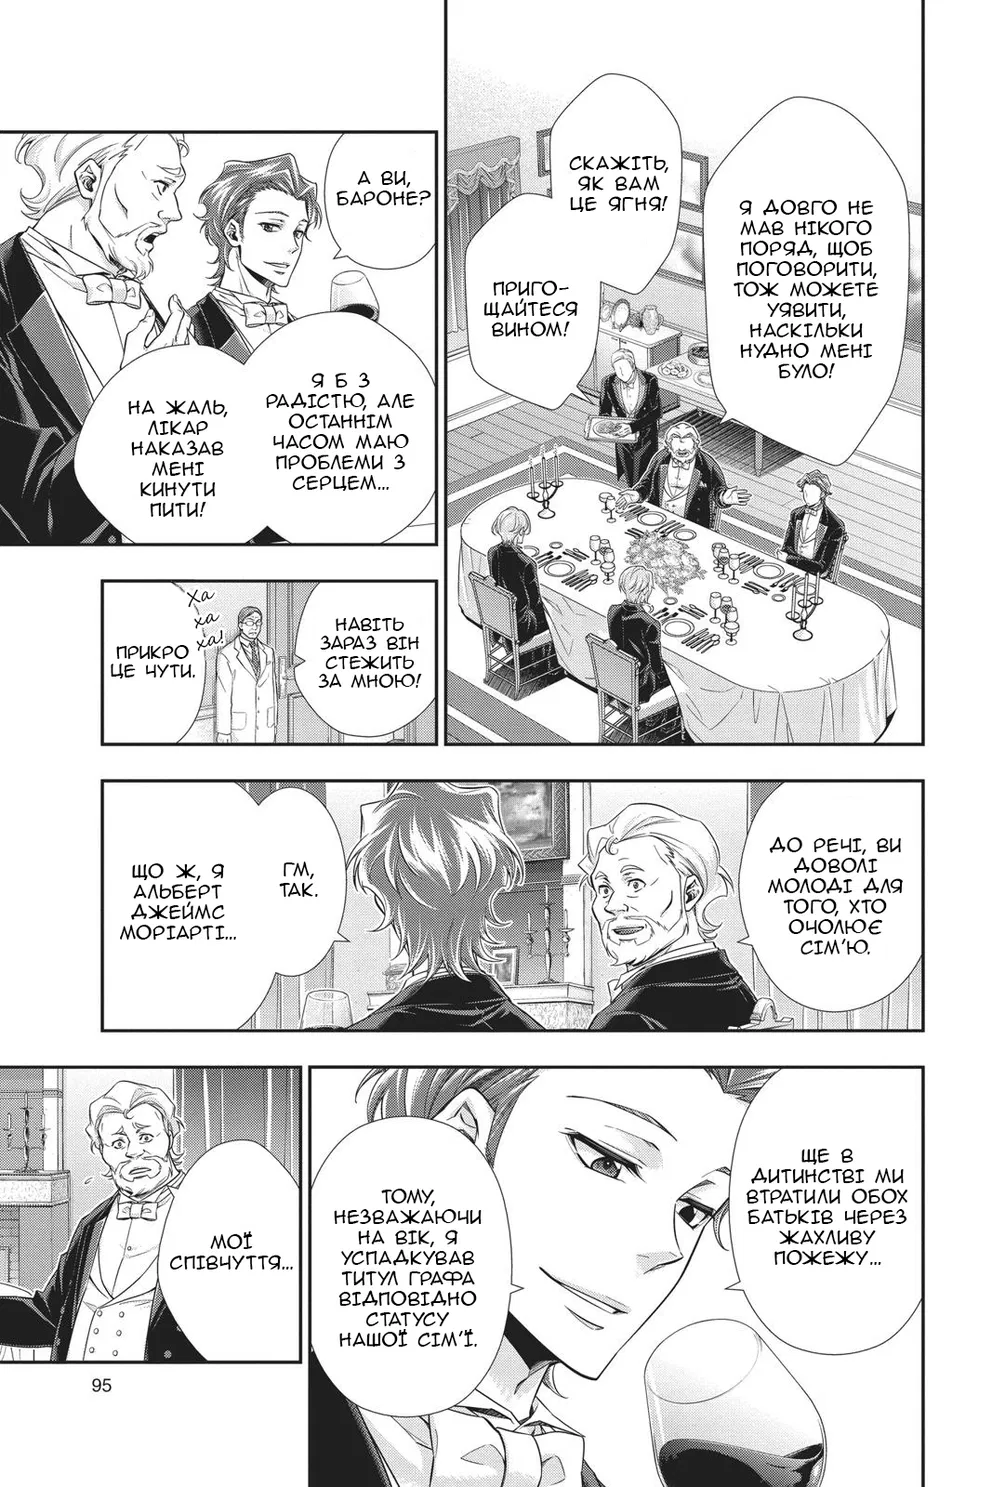 Я ДОВГО НЕ
МАВ НІКОГО
ПОРЯД, ЩОБ
ПОГОВОРИТИ,
ТОЖ МОЖЕТЕ
УЯВИТИ,
НАСКІЛЬКИ
НУДНО МЕНІ
БУЛО!
СКАЖІТЬ,
ЯК ВАМ
ЦЕ ЯГНЯ!
ПРИГО-
ЩАЙТЕСЯ
ВИНОМ!
А ВИ,
БАРОНЕ?
Я Б З
РАДІСТЮ, АЛЕ
ОСТАННІМ
ЧАСОМ МАЮ
ПРОБЛЕМИ З
СЕРЦЕМ...
НА ЖАЛЬ,
ЛІКАР
НАКАЗАВ
МЕНІ
КИНУТИ
ПИТИ!
НАВІТЬ
ЗАРАЗ ВІН
СТЕЖИТЬ
ЗА МНОЮ!
Ха
ха
ха!
ПРИКРО
ЦЕ ЧУТИ.
ДО РЕЧІ, ВИ
ДОВОЛІ
МОЛОДІ ДЛЯ
ТОГО, ХТО
ОЧОЛЮЄ
СІМ'Ю.
ГМ,
ТАК.
ЩО Ж, Я
АЛЬБЕРТ
ДЖЕЙМС
МОРІАРТІ...
ЩЕ В
ДИТИНСТВІ МИ
ВТРАТИЛИ ОБОХ
БАТЬКІВ ЧЕРЕЗ
ЖАХЛИВУ
ПОЖЕЖУ...
ТОМУ,
НЕЗВАЖАЮЧИ
НА ВІК, Я
УСПАДКУВАВ
ТИТУЛ ГРАФА
ВІДПОВІДНО
СТАТУСУ
НАШОЇ СІМ'Ї.
МОЇ
СПІВЧУТТЯ...
95